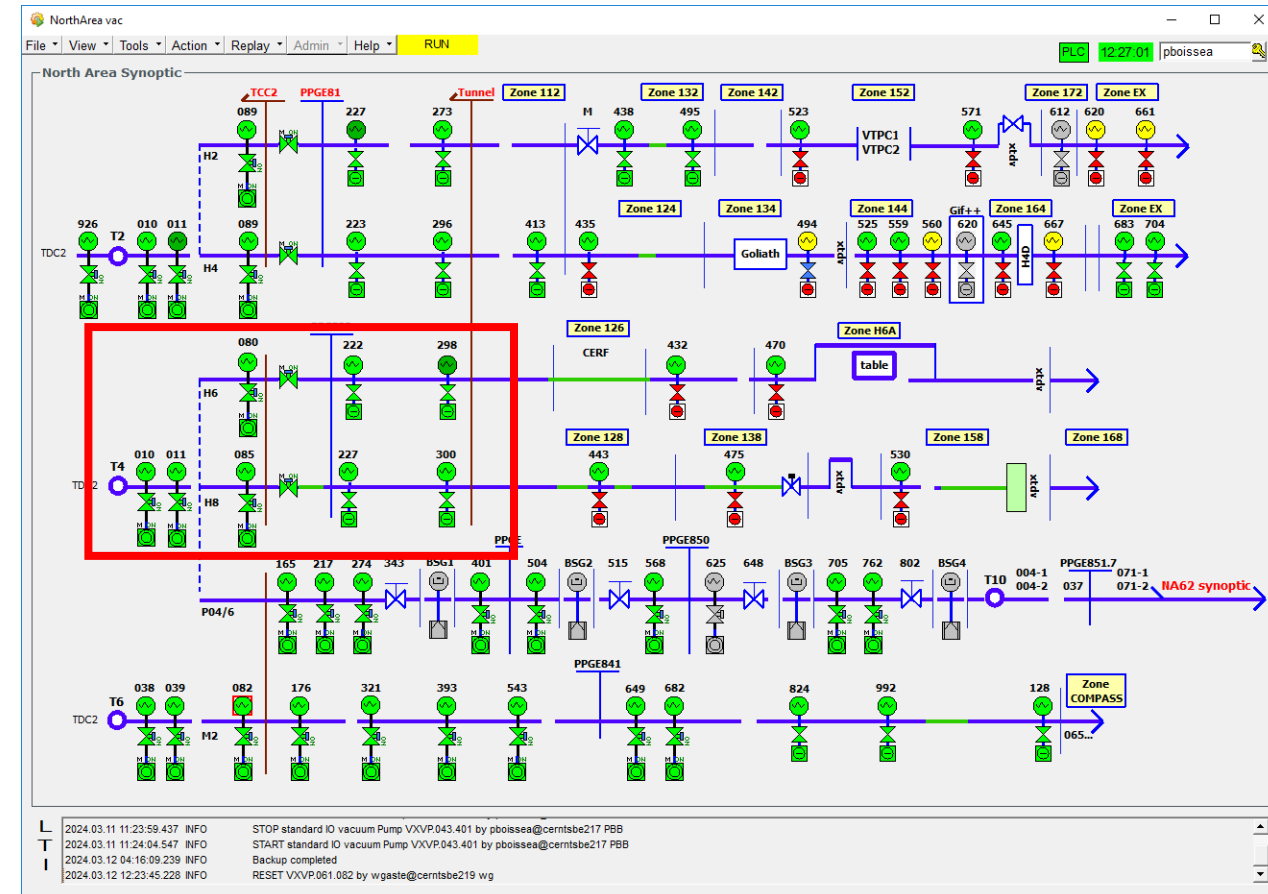 NorthArea vac
File View Tools Action Replay Admin Help RUN
PLC 12:27:01 pboissea
North Area Synoptic
TCC2 PPGE81 Tunnel Zone 112 Zone 132 Zone 142 Zone 152 Zone 172 Zone EX
089 227 273 M 438 495 523 571 612 620 661
VTPC1
VTPC2
xtdv
H2
Zone 124 Zone 134 Zone 144 Gif++ Zone 164 Zone EX
926 T2 010 011 089 223 296 413 435 494 525 559 560 620 645 667 683 704
TDC2 H4 Goliath xtdv H4D
Zone 126 Zone H6A
080 222 298 CERF 432 470 table
H6 xtdv
Zone 128 Zone 138 Zone 158 Zone 168
T4 010 011 085 227 300 443 475 530
H8 xtdv xtdv
PPGE850
165 217 274 343 BSG1 401 504 BSG2 515 568 625 648 BSG3 705 762 802 BSG4 T10 004-1 004-2 PPGE851.7 037 071-1 071-2 NA62 synoptic
P04/6
PPGE841
T6 038 039 082 176 321 393 543 649 682 824 992 128 Zone COMPASS
TDC2 M2 065...
L T I
2024.03.11 11:23:59.437 INFO STOP standard IO vacuum Pump VXVP.043.401 by pboissea@cerntsbe217 PBB
2024.03.11 11:24:04.547 INFO START standard IO vacuum Pump VXVP.043.401 by pboissea@cerntsbe217 PBB
2024.03.12 04:16:09.239 INFO Backup completed
2024.03.12 12:23:45.228 INFO RESET VXVP.061.082 by wgaste@cerntsbe219 wg